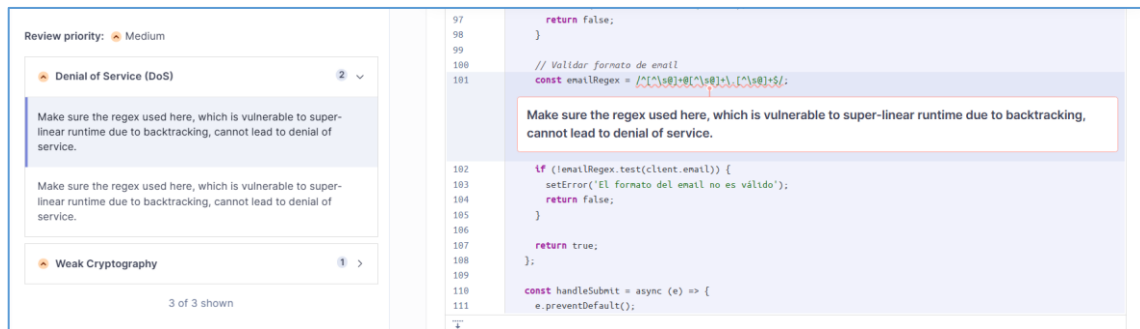 Review priority: Medium
Denial of Service (DoS) 2
Make sure the regex used here, which is vulnerable to super-
linear runtime due to backtracking, cannot lead to denial of
service.
Make sure the regex used here, which is vulnerable to super-
linear runtime due to backtracking, cannot lead to denial of
service.
Weak Cryptography 1
3 of 3 shown
97 return false;
98 }
99
100 // Validar formato de email
101 const emailRegex = /^[^\s@]+@[^\s@]+\.[^\s@]+$/;
Make sure the regex used here, which is vulnerable to super-linear runtime due to backtracking,
cannot lead to denial of service.
102 if (!emailRegex.test(client.email)) {
103 setError('El formato del email no es válido');
104 return false;
105 }
106
107 return true;
108 };
109
110 const handleSubmit = async (e) => {
111 e.preventDefault();